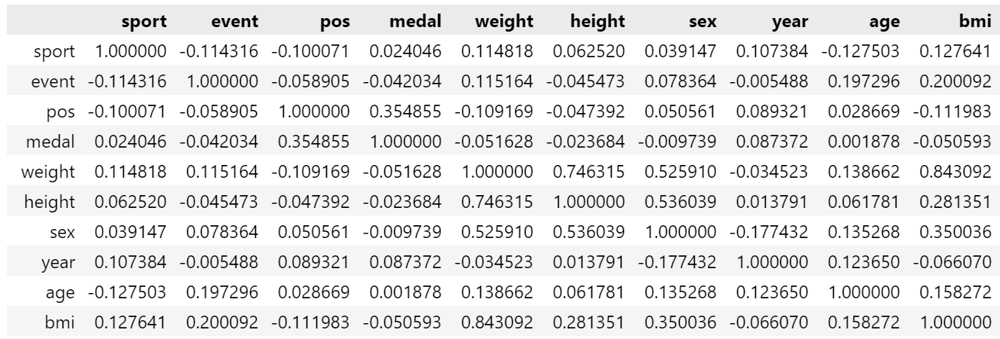 sport event pos medal weight height sex year age bmi
sport 1.000000 -0.114316 -0.100071 0.024046 0.114818 0.062520 0.039147 0.107384 -0.127503 0.127641
event -0.114316 1.000000 -0.058905 -0.042034 0.115164 -0.045473 0.078364 -0.005488 0.197296 0.200092
pos -0.100071 -0.058905 1.000000 0.354855 -0.109169 -0.047392 0.050561 0.089321 0.028669 -0.111983
medal 0.024046 -0.042034 0.354855 1.000000 -0.051628 -0.023684 -0.009739 0.087372 0.001878 -0.050593
weight 0.114818 0.115164 -0.109169 -0.051628 1.000000 0.746315 0.525910 -0.034523 0.138662 0.843092
height 0.062520 -0.045473 -0.047392 -0.023684 0.746315 1.000000 0.536039 0.013791 0.061781 0.281351
sex 0.039147 0.078364 0.050561 -0.009739 0.525910 0.536039 1.000000 -0.177432 0.135268 0.350036
year 0.107384 -0.005488 0.089321 0.087372 -0.034523 0.013791 -0.177432 1.000000 0.123650 -0.066070
age -0.127503 0.197296 0.028669 0.001878 0.138662 0.061781 0.135268 0.123650 1.000000 0.158272
bmi 0.127641 0.200092 -0.111983 -0.050593 0.843092 0.281351 0.350036 -0.066070 0.158272 1.000000